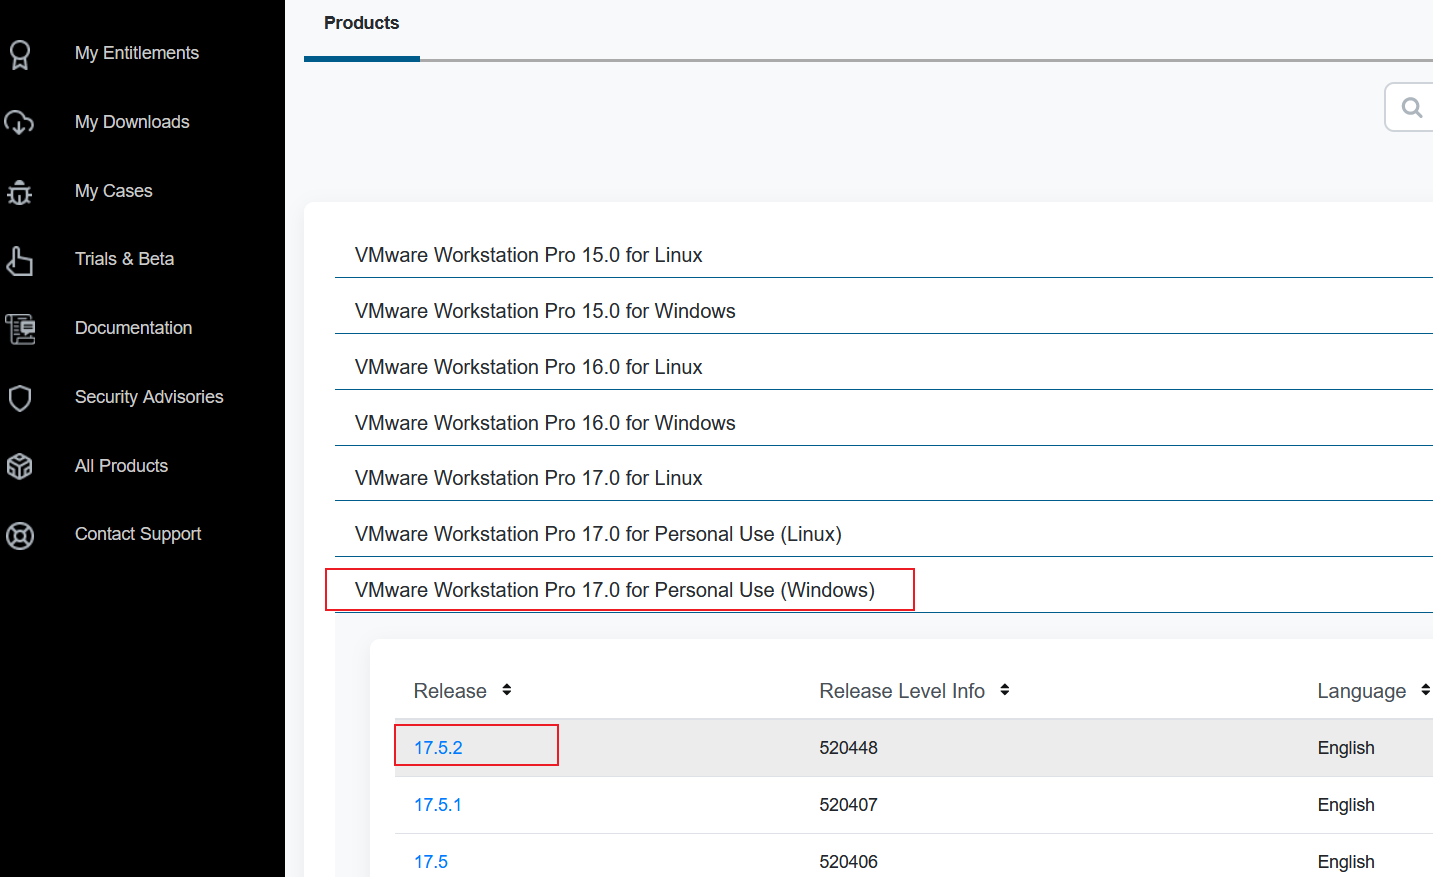 My Entitlements
My Downloads
My Cases
Trials & Beta
Documentation
Security Advisories
All Products
Contact Support
Products
VMware Workstation Pro 15.0 for Linux
VMware Workstation Pro 15.0 for Windows
VMware Workstation Pro 16.0 for Linux
VMware Workstation Pro 16.0 for Windows
VMware Workstation Pro 17.0 for Linux
VMware Workstation Pro 17.0 for Personal Use (Linux)
VMware Workstation Pro 17.0 for Personal Use (Windows)
Release Release Level Info Language
17.5.2 520448 English
17.5.1 520407 English
17.5 520406 English